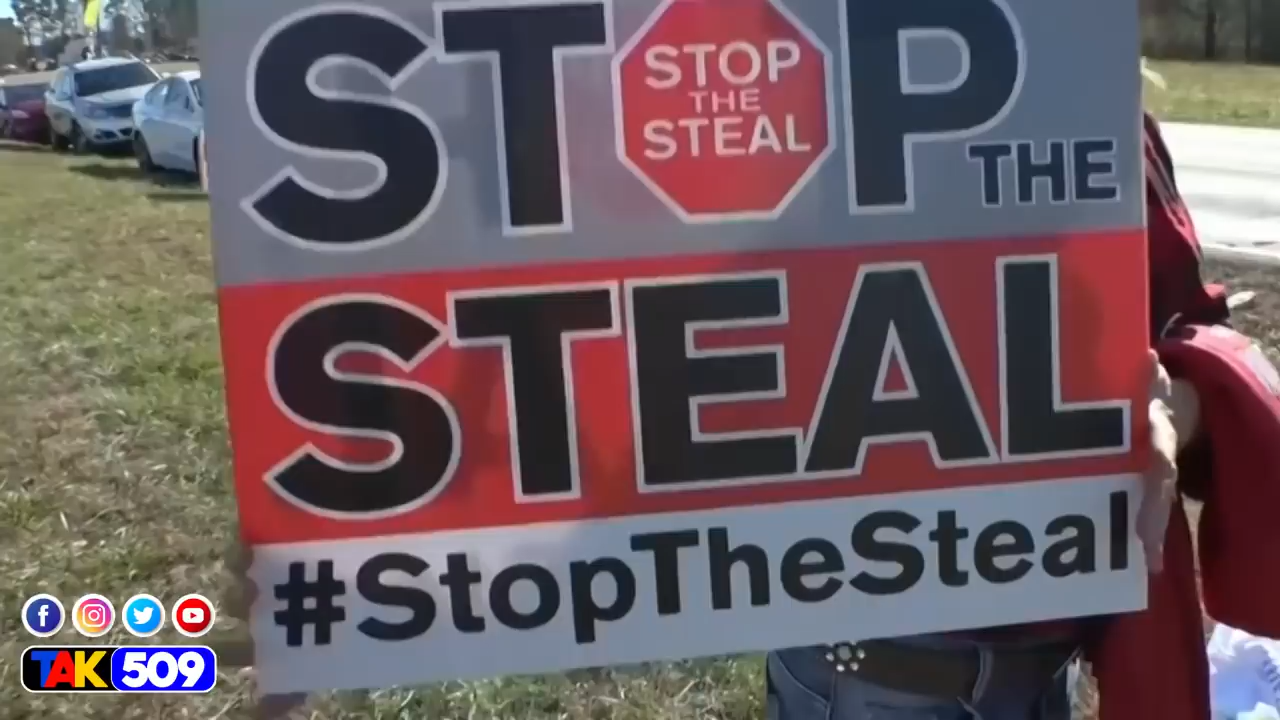 STOP THE
STOP
THE
STEAL
STEAL
#StopTheSteal
TAK 509